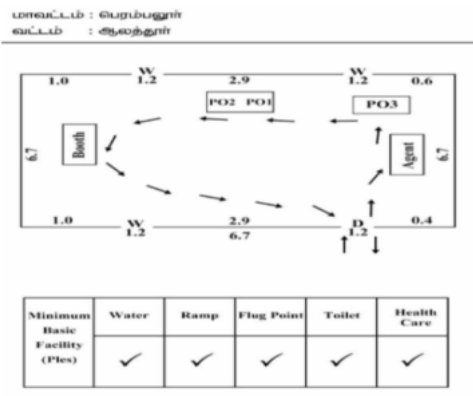 மாவட்டம் : பெரம்பலூர்
வட்டம் : ஆலத்தூர்
W W
1.0 1.2 2.9 1.2 0.6
PO2 PO1 PO3
Booth
Agent
6.7 6.7
1.0 W 2.9 D 0.4
1.2 6.7 1.2
Minimum Basic Facility (Ples) Water Ramp Flug Point Toilet Health Care
✓ ✓ ✓ ✓ ✓